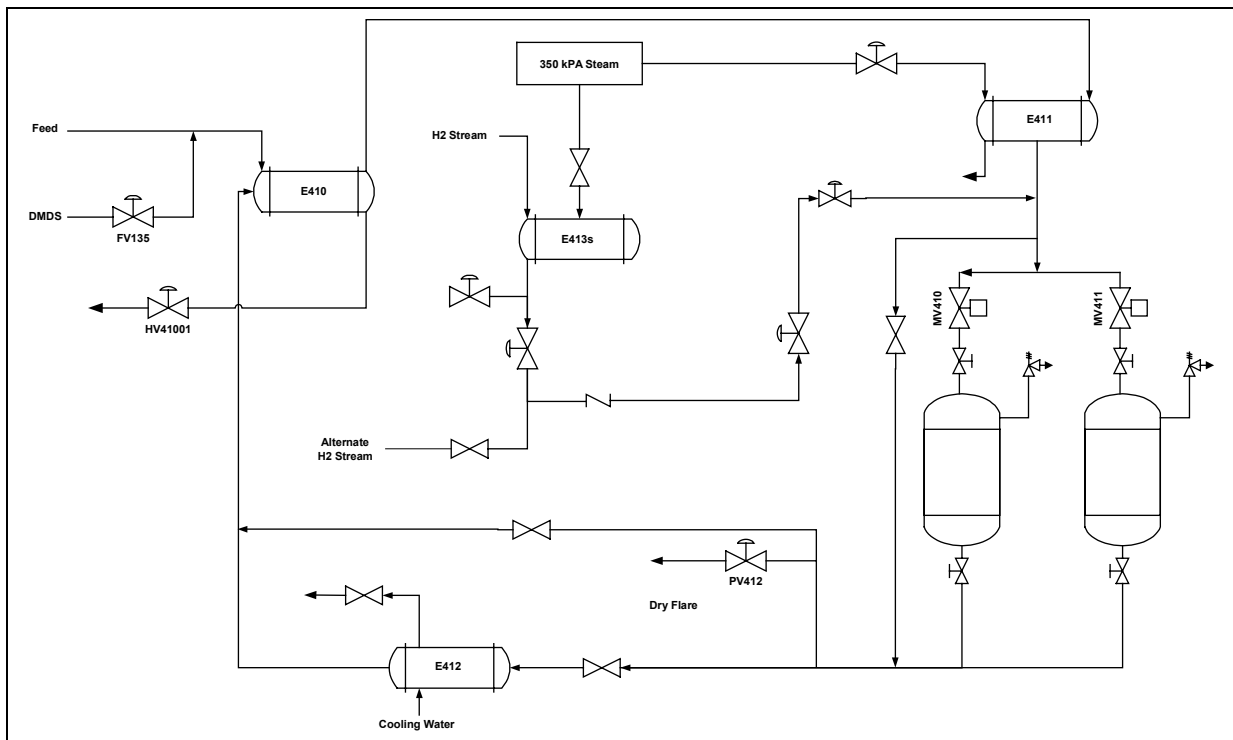 350 kPA Steam
E411
Feed
H2 Stream
E410
DMDS
FV135
E413s
HV41001
MV410
MV411
Alternate
H2 Stream
PV412
Dry Flare
E412
Cooling Water